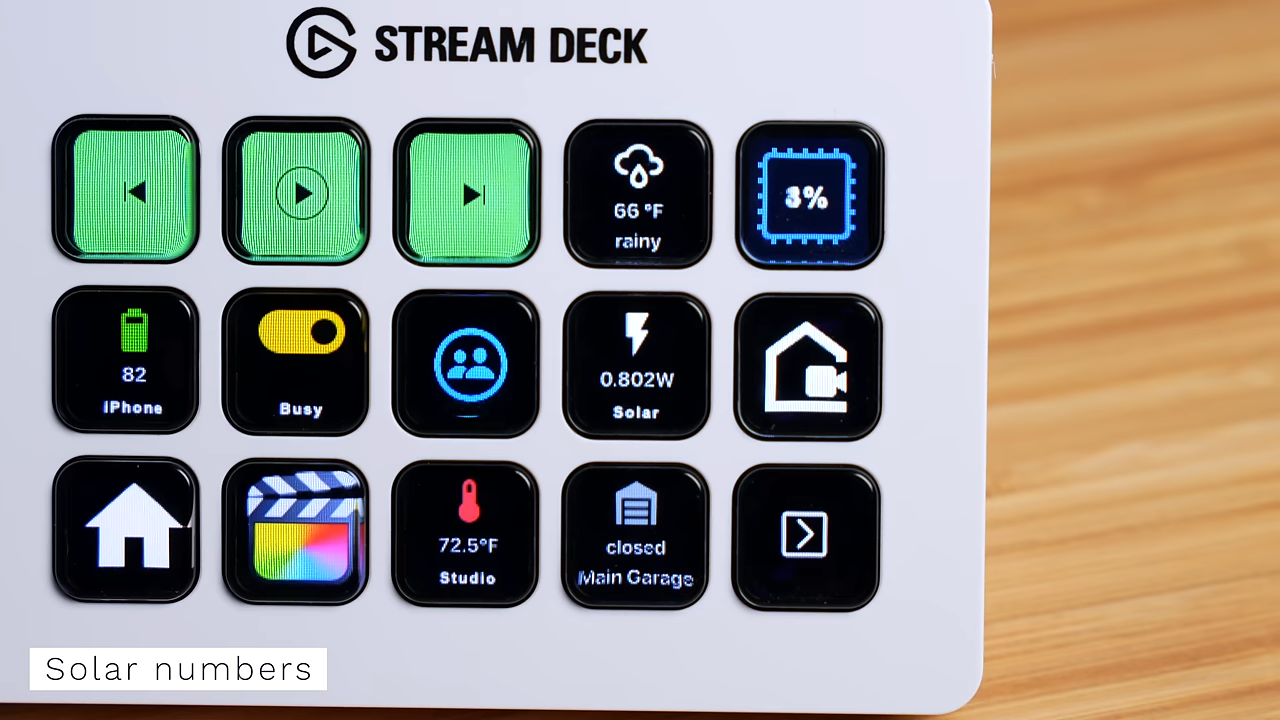 STREAM DECK
66 °F
rainy
3%
82
iPhone
Busy
0.802W
Solar
72.5°F
Studio
closed
Main Garage
Solar numbers